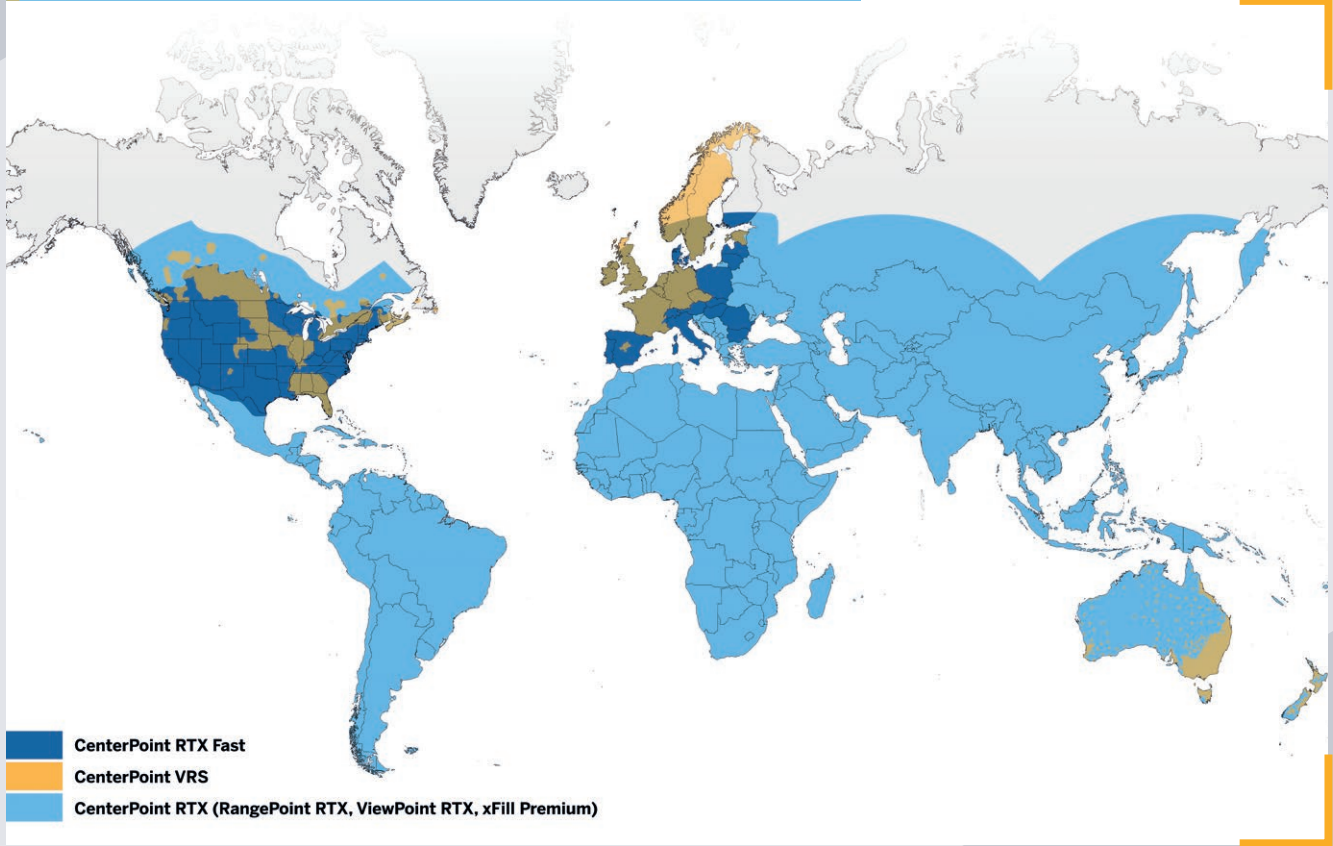 CenterPoint RTX Fast
CenterPoint VRS
CenterPoint RTX (RangePoint RTX, ViewPoint RTX, xFill Premium)